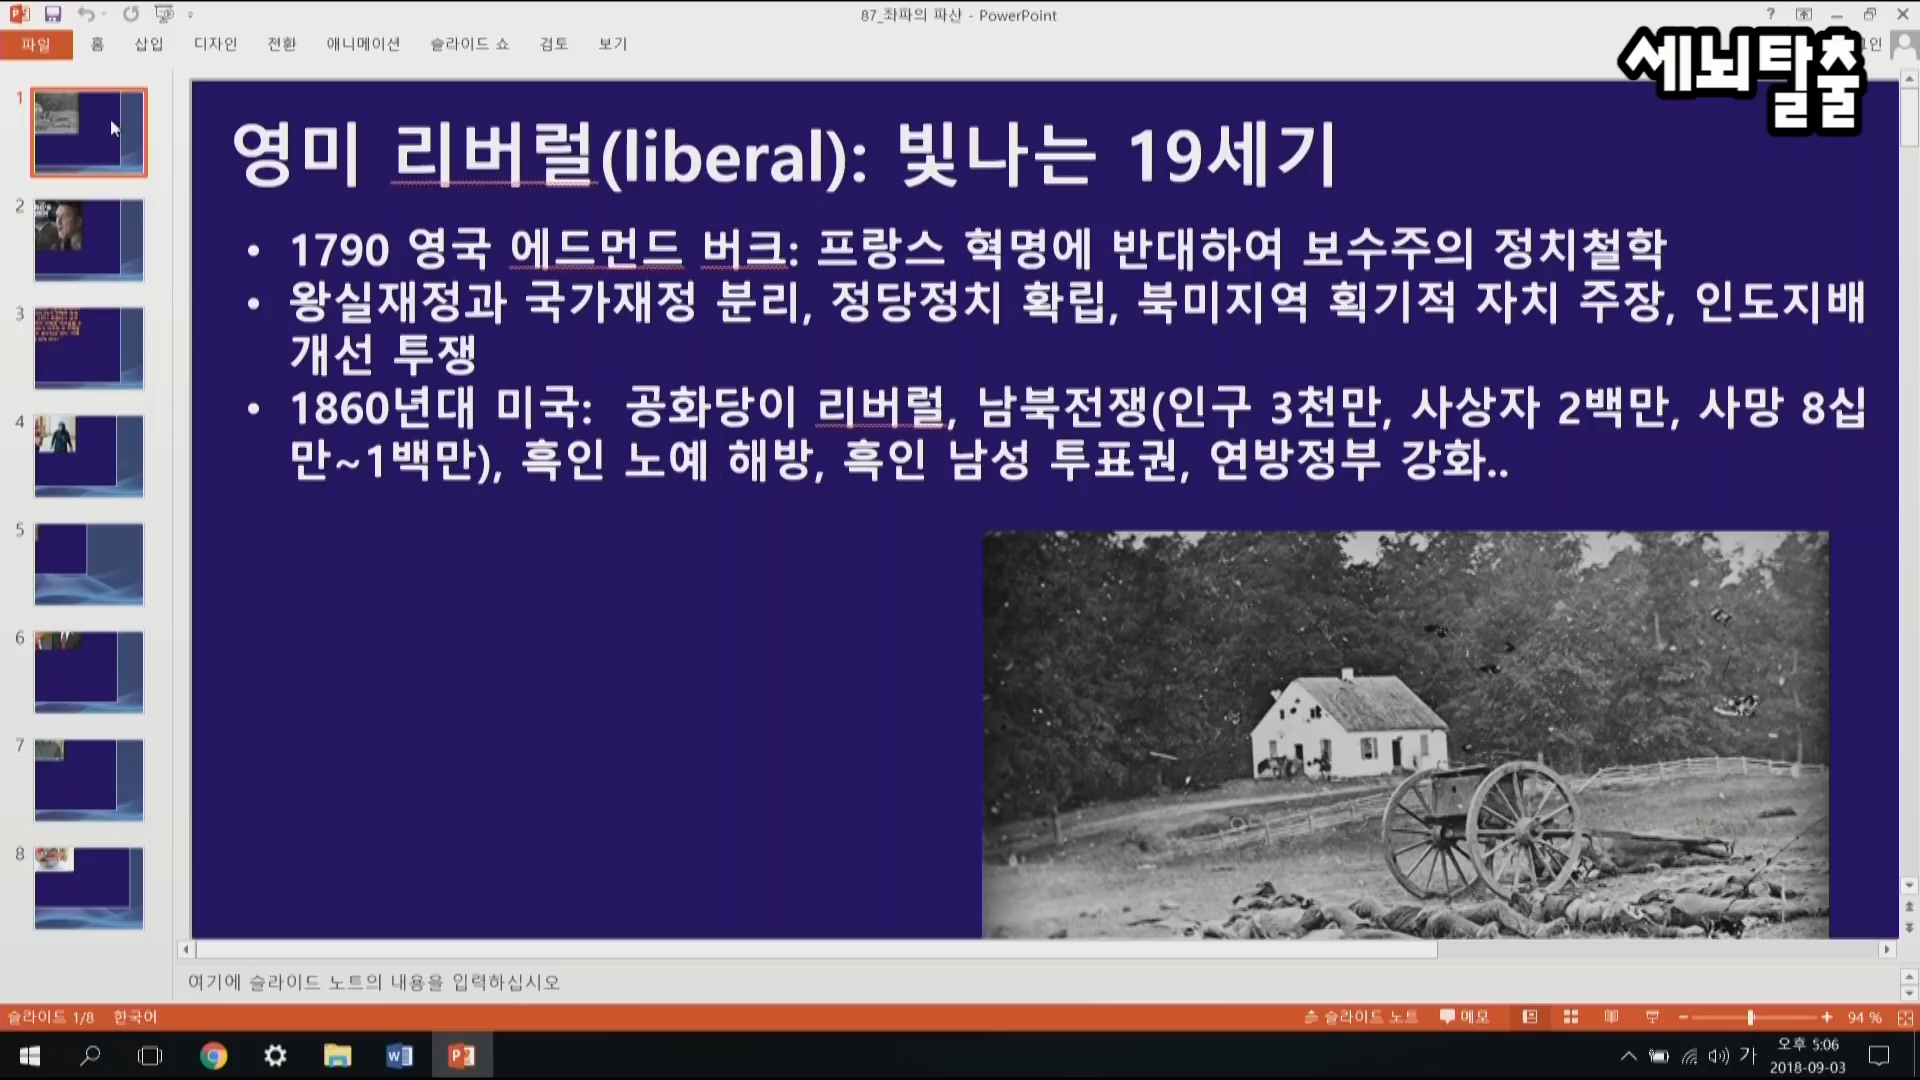 87_좌파의 파산 - PowerPoint
파일 홈 삽입 디자인 전환 애니메이션 슬라이드 쇼 검토 보기
세뇌탈출
영미 리버럴(liberal): 빛나는 19세기
• 1790 영국 에드먼드 버크: 프랑스 혁명에 반대하여 보수주의 정치철학
• 왕실재정과 국가재정 분리, 정당정치 확립, 북미지역 획기적 자치 주장, 인도지배
개선 투쟁
• 1860년대 미국: 공화당이 리버럴, 남북전쟁(인구 3천만, 사상자 2백만, 사망 8십
만~1백만), 흑인 노예 해방, 흑인 남성 투표권, 연방정부 강화..
1
2
3
4
5
6
7
8
여기에 슬라이드 노트의 내용을 입력하십시오
슬라이드 1/8 한국어 슬라이드 노트 메모 94 %
가 오후 5:06
2018-09-03